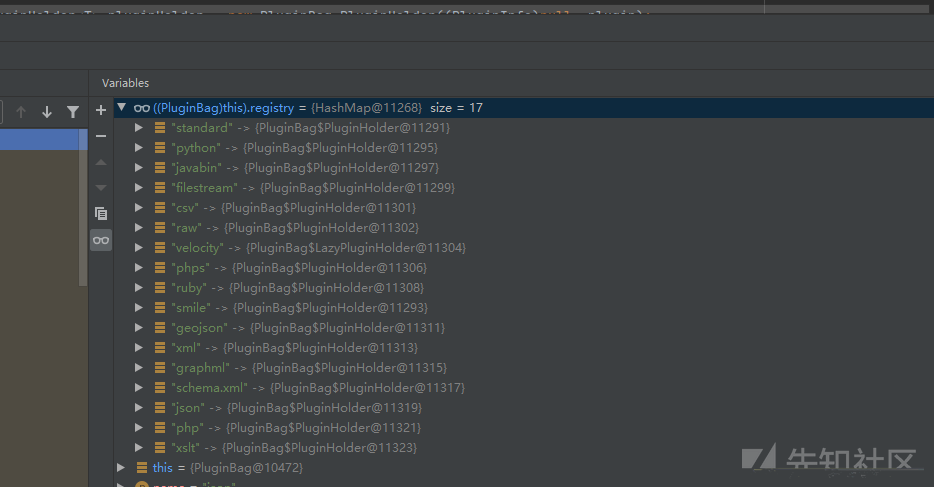 Variables
((PluginBag)this).registry = {HashMap@11268} size = 17
"standard" -> {PluginBag$PluginHolder@11291}
"python" -> {PluginBag$PluginHolder@11295}
"javabin" -> {PluginBag$PluginHolder@11297}
"filestream" -> {PluginBag$PluginHolder@11299}
"csv" -> {PluginBag$PluginHolder@11301}
"raw" -> {PluginBag$PluginHolder@11302}
"velocity" -> {PluginBag$LazyPluginHolder@11304}
"phps" -> {PluginBag$PluginHolder@11306}
"ruby" -> {PluginBag$PluginHolder@11308}
"smile" -> {PluginBag$PluginHolder@11293}
"geojson" -> {PluginBag$PluginHolder@11311}
"xml" -> {PluginBag$PluginHolder@11313}
"graphml" -> {PluginBag$PluginHolder@11315}
"schema.xml" -> {PluginBag$PluginHolder@11317}
"json" -> {PluginBag$PluginHolder@11319}
"php" -> {PluginBag$PluginHolder@11321}
"xslt" -> {PluginBag$PluginHolder@11323}
this = {PluginBag@10472}
先知社区